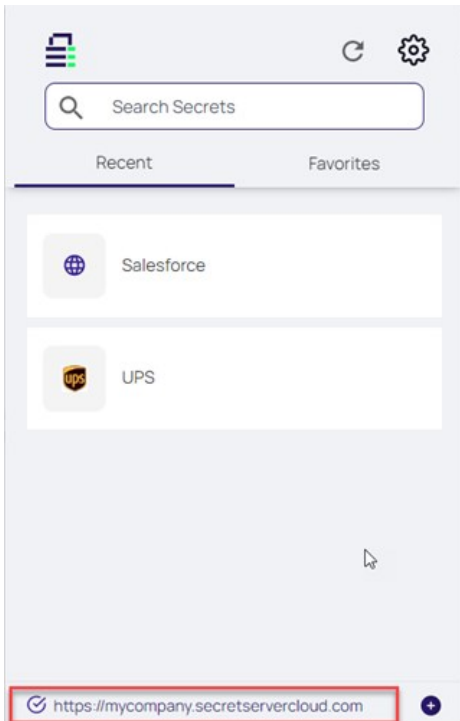 Search Secrets
Recent Favorites
Salesforce
ups UPS
https://mycompany.secretservercloud.com